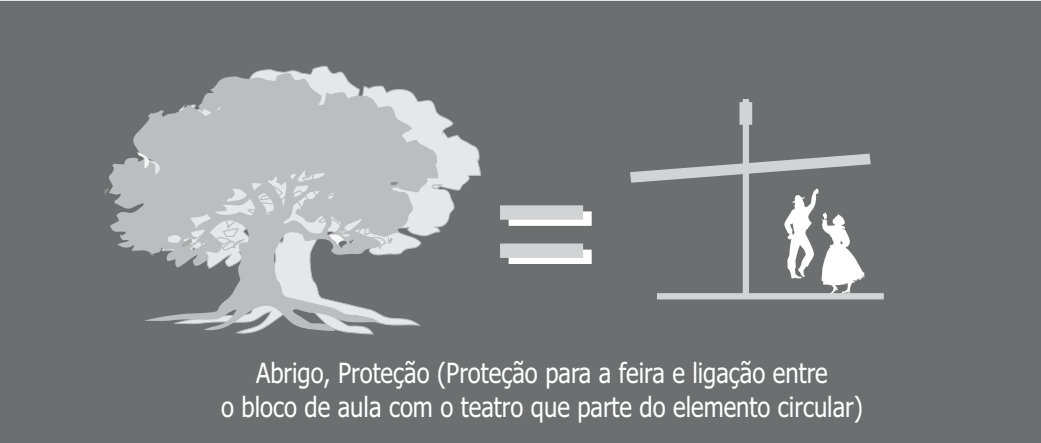 Abrigo, Proteção (Proteção para a feira e ligação entre
o bloco de aula com o teatro que parte do elemento circular)